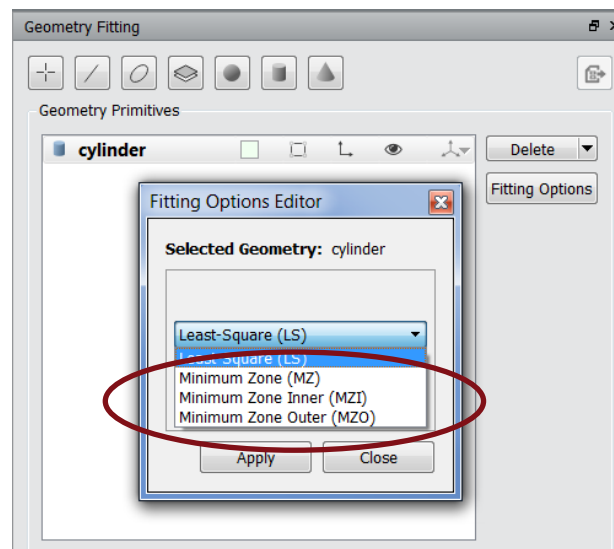 Geometry Fitting
Geometry Primitives
cylinder
Delete
Fitting Options
Fitting Options Editor
Selected Geometry: cylinder
Least-Square (LS)
Least-Square (LS)
Minimum Zone (MZ)
Minimum Zone Inner (MZI)
Minimum Zone Outer (MZO)
Apply Close